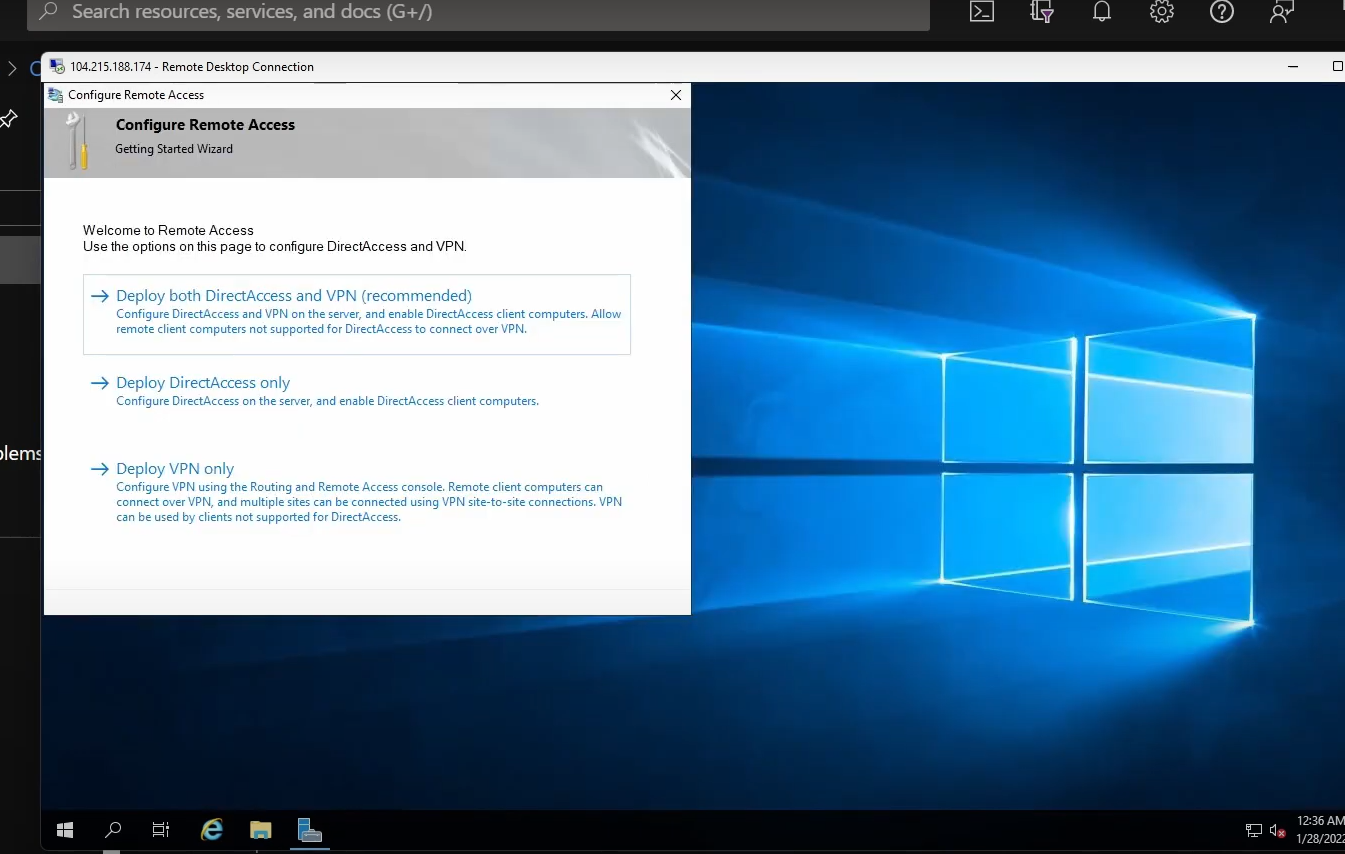 Search resources, services, and docs (G+/)
104.215.188.174 - Remote Desktop Connection
Configure Remote Access
Configure Remote Access
Getting Started Wizard
Welcome to Remote Access
Use the options on this page to configure DirectAccess and VPN.
Deploy both DirectAccess and VPN (recommended)
Configure DirectAccess and VPN on the server, and enable DirectAccess client computers. Allow
remote client computers not supported for DirectAccess to connect over VPN.
Deploy DirectAccess only
Configure DirectAccess on the server, and enable DirectAccess client computers.
Deploy VPN only
Configure VPN using the Routing and Remote Access console. Remote client computers can
connect over VPN, and multiple sites can be connected using VPN site-to-site connections. VPN
can be used by clients not supported for DirectAccess.
12:36 AM
1/28/2022